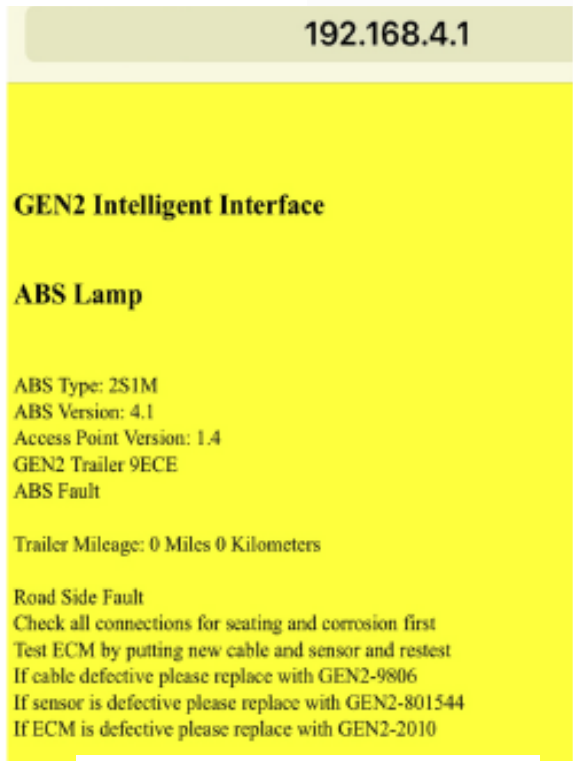 192.168.4.1
GEN2 Intelligent Interface
ABS Lamp
ABS Type: 2S1M
ABS Version: 4.1
Access Point Version: 1.4
GEN2 Trailer 9ECE
ABS Fault
Trailer Mileage: 0 Miles 0 Kilometers
Road Side Fault
Check all connections for seating and corrosion first
Test ECM by putting new cable and sensor and restest
If cable defective please replace with GEN2-9806
If sensor is defective please replace with GEN2-801544
If ECM is defective please replace with GEN2-2010